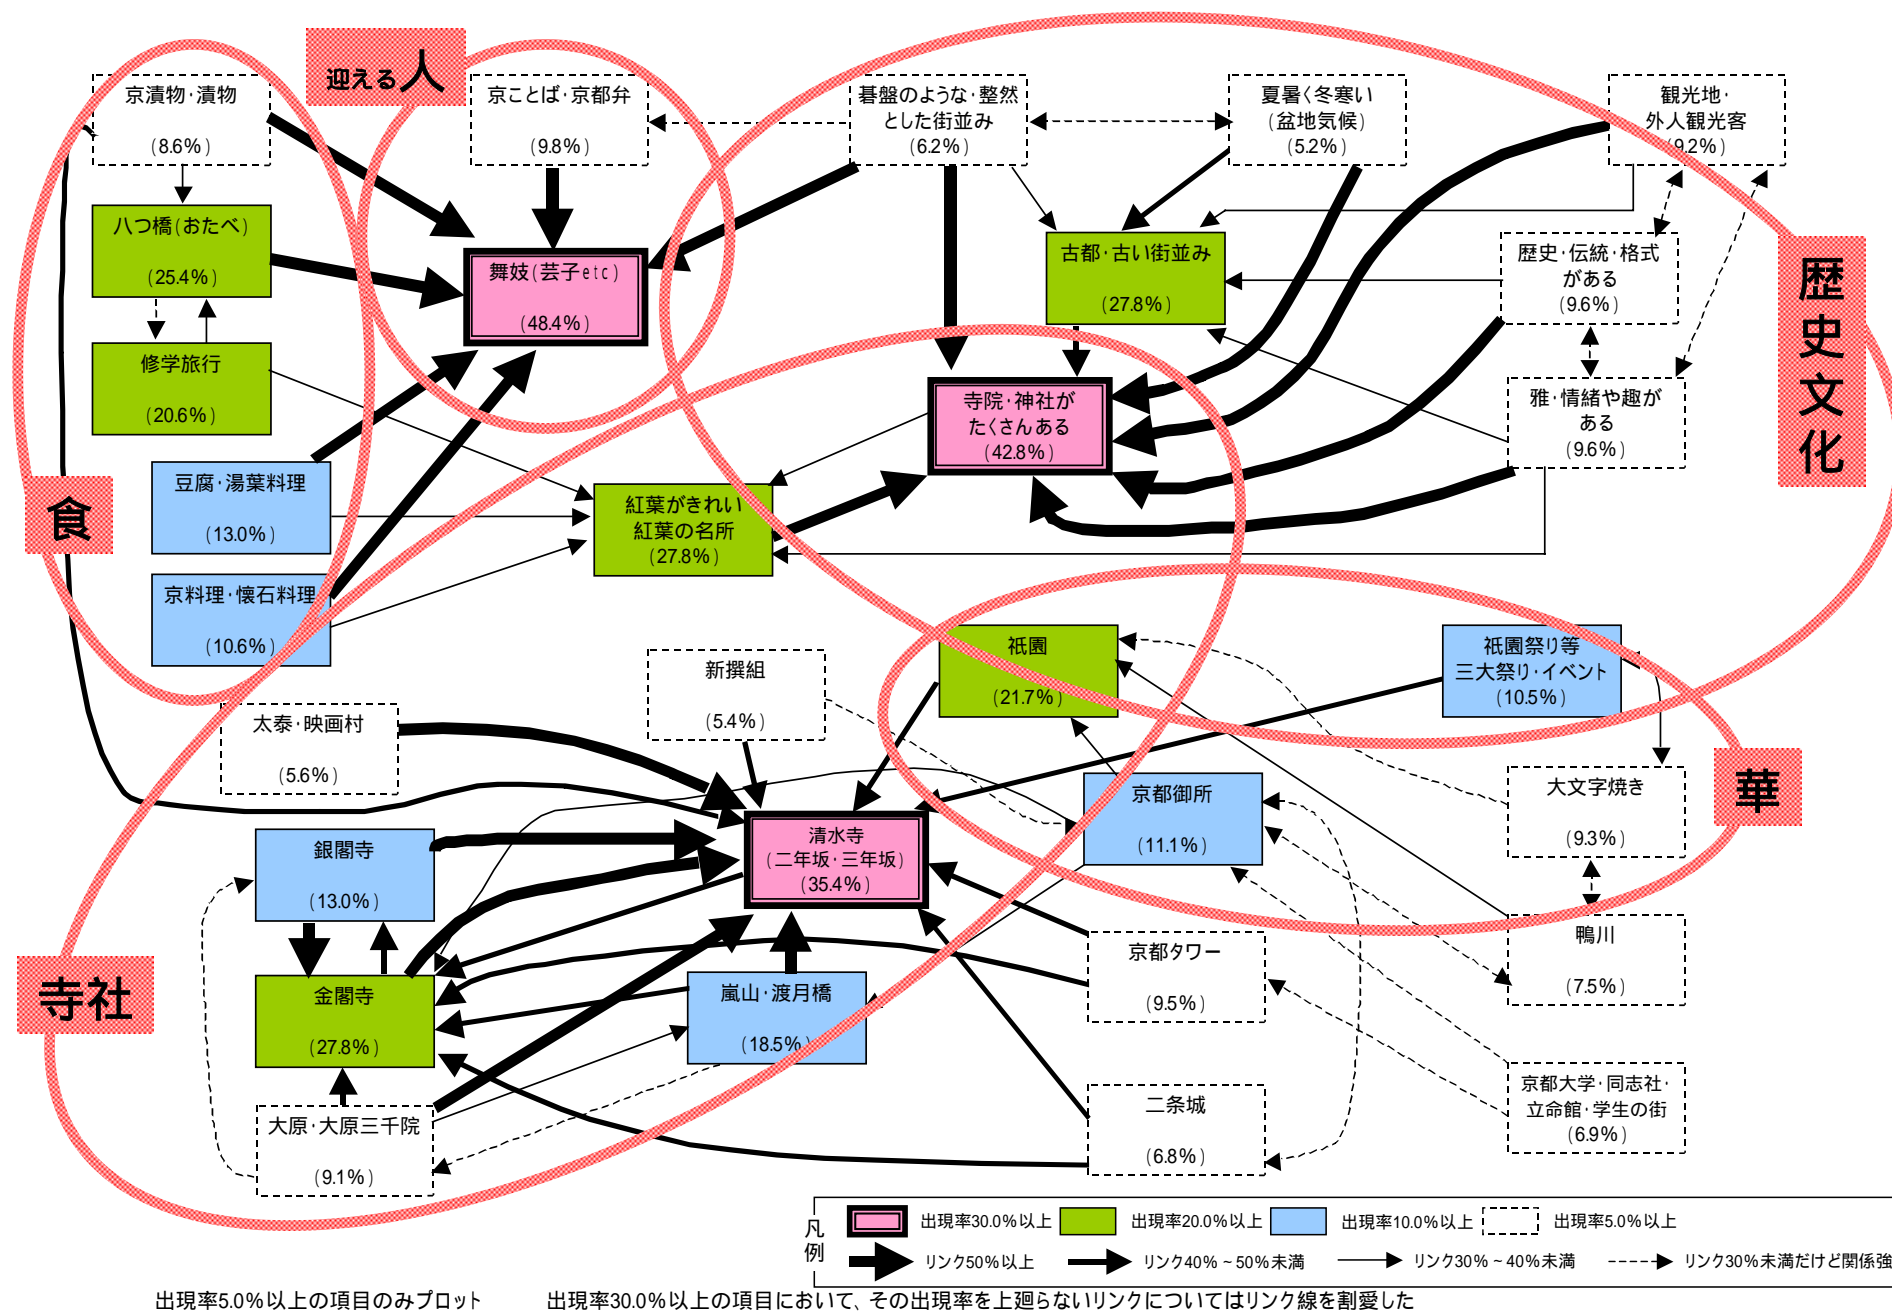 迎える人
京漬物・漬物
(8.6%)
京ことば・京都弁
(9.8%)
碁盤のような・整然
とした街並み
(6.2%)
夏暑く冬寒い
(盆地気候)
(5.2%)
観光地・
外人観光客
(9.2%)
八つ橋(おたべ)
(25.4%)
舞妓(芸子etc)
(48.4%)
古都・古い街並み
(27.8%)
歴史・伝統・格式
がある
(9.6%)
歴史文化
修学旅行
(20.6%)
寺院・神社が
たくさんある
(42.8%)
雅・情緒や趣が
ある
(9.6%)
食
豆腐・湯葉料理
(13.0%)
紅葉がきれい
紅葉の名所
(27.8%)
京料理・懐石料理
(10.6%)
新撰組
(5.4%)
祇園
(21.7%)
祇園祭り等
三大祭り・イベント
(10.5%)
太秦・映画村
(5.6%)
京都御所
(11.1%)
大文字焼き
(9.3%)
華
銀閣寺
(13.0%)
清水寺
(二年坂・三年坂)
(35.4%)
寺社
金閣寺
(27.8%)
嵐山・渡月橋
(18.5%)
京都タワー
(9.5%)
鴨川
(7.5%)
大原・大原三千院
(9.1%)
二条城
(6.8%)
京都大学・同志社・
立命館・学生の街
(6.9%)
凡例
出現率30.0%以上 出現率20.0%以上 出現率10.0%以上 出現率5.0%以上
リンク50%以上 リンク40%~50%未満 リンク30%~40%未満 リンク30%未満だけど関係強
出現率5.0%以上の項目のみプロット 出現率30.0%以上の項目において、その出現率を上廻らないリンクについてはリンク線を割愛した